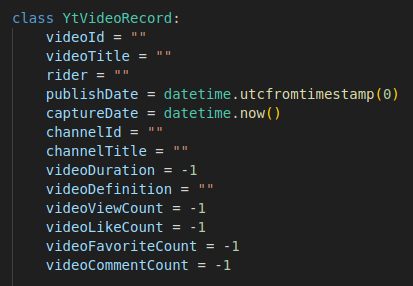 class YtVideoRecord:
    videoId = ""
    videoTitle = ""
    rider = ""
    publishDate = datetime.utcfromtimestamp(0)
    captureDate = datetime.now()
    channelId = ""
    channelTitle = ""
    videoDuration = -1
    videoDefinition = ""
    videoViewCount = -1
    videoLikeCount = -1
    videoFavoriteCount = -1
    videoCommentCount = -1